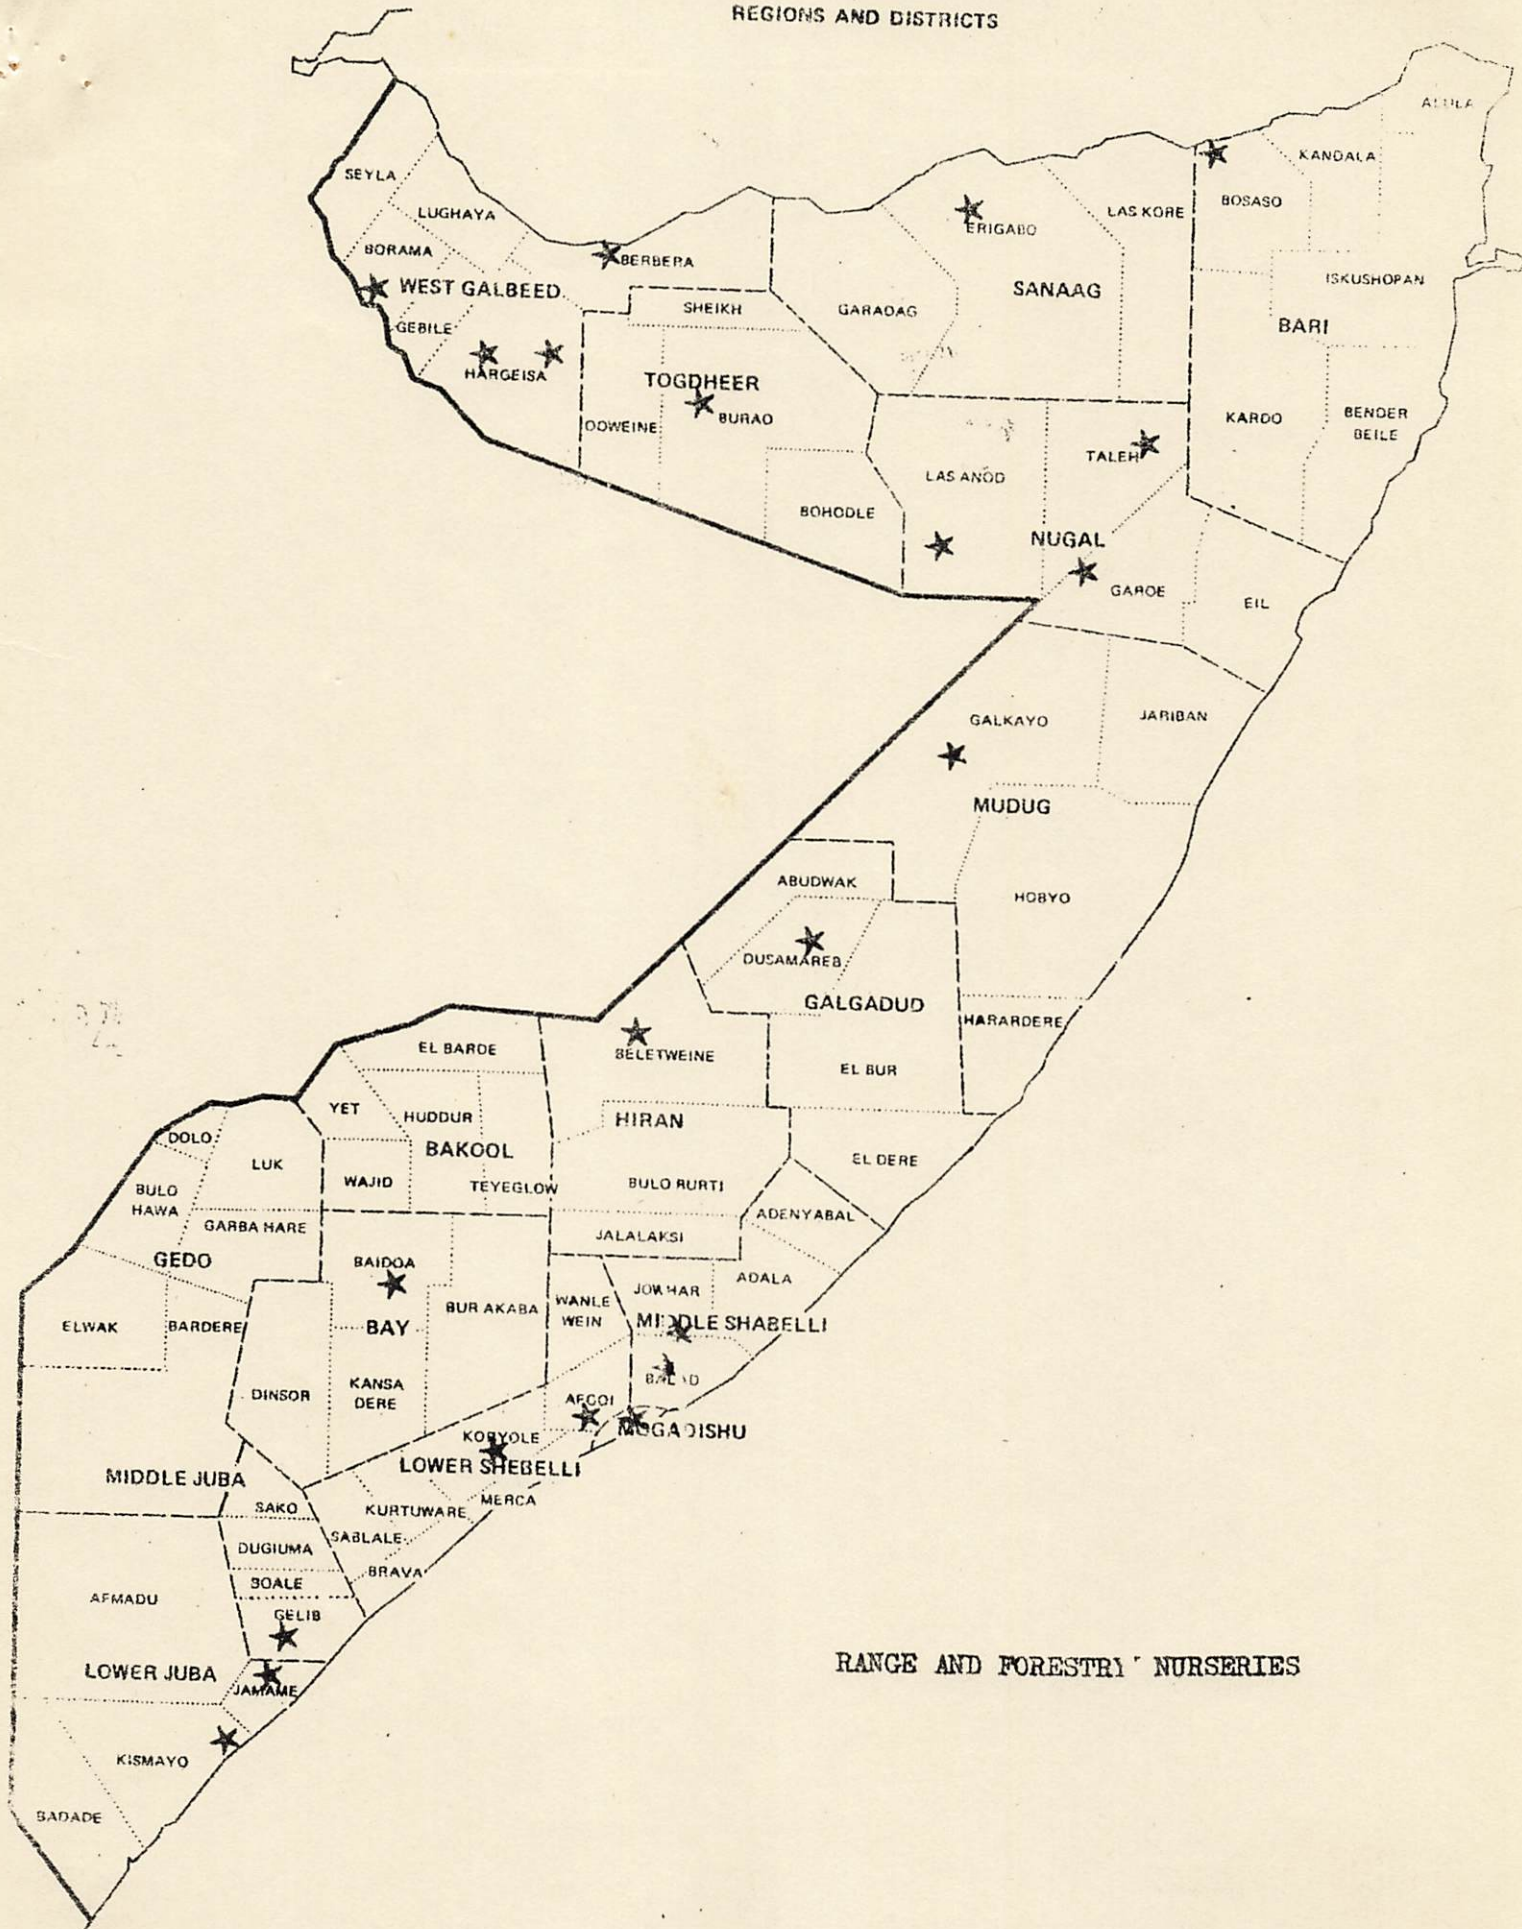 REGIONS AND DISTRICTS
ALULA
KANDALA
SEYLA
BOSASO
LUGHAYA
LAS KORE
ERIGABO
BORAMA
BERBERA
ISKUSHOPAN
WEST GALBEED
SANAAG
SHEIKH
GARADAG
BARI
GEBILE
HARGEISA
TOGDHEER
BURAO
KARDO
BENDER
BEILE
ODWEINE
TALEH
LAS ANOD
BOHODLE
NUGAL
GAROE
EIL
GALKAYO
JARIBAN
MUDUG
ABUDWAK
HOBYO
DUSAMAREB
GALGADUD
HARARDERE
EL BARDE
BELETWEINE
EL BUR
YET
HUDDUR
HIRAN
DOLO
LUK
BAKOOL
EL DERE
WAJID
TEYEGLOW
BULO BURTI
BULO
HAWA
GARBA HARE
ADENYABAL
JALALAKSI
GEDO
BAIDOA
ADALA
JOWHAR
WANLE
WEIN
BUR AKABA
ELWAK
BARDERE
BAY
MIDDLE SHABELLI
BALAD
KANSA
DERE
DINSOR
AFGOI
MOGADISHU
KORYOLE
LOWER SHEBELLI
MIDDLE JUBA
MERCA
SAKO
KURTUWARE
SABLALE
DUGIUMA
BRAVA
BOALE
AFMADU
GELIB
LOWER JUBA
JAMAME
RANGE AND FORESTRY NURSERIES
KISMAYO
BADADE